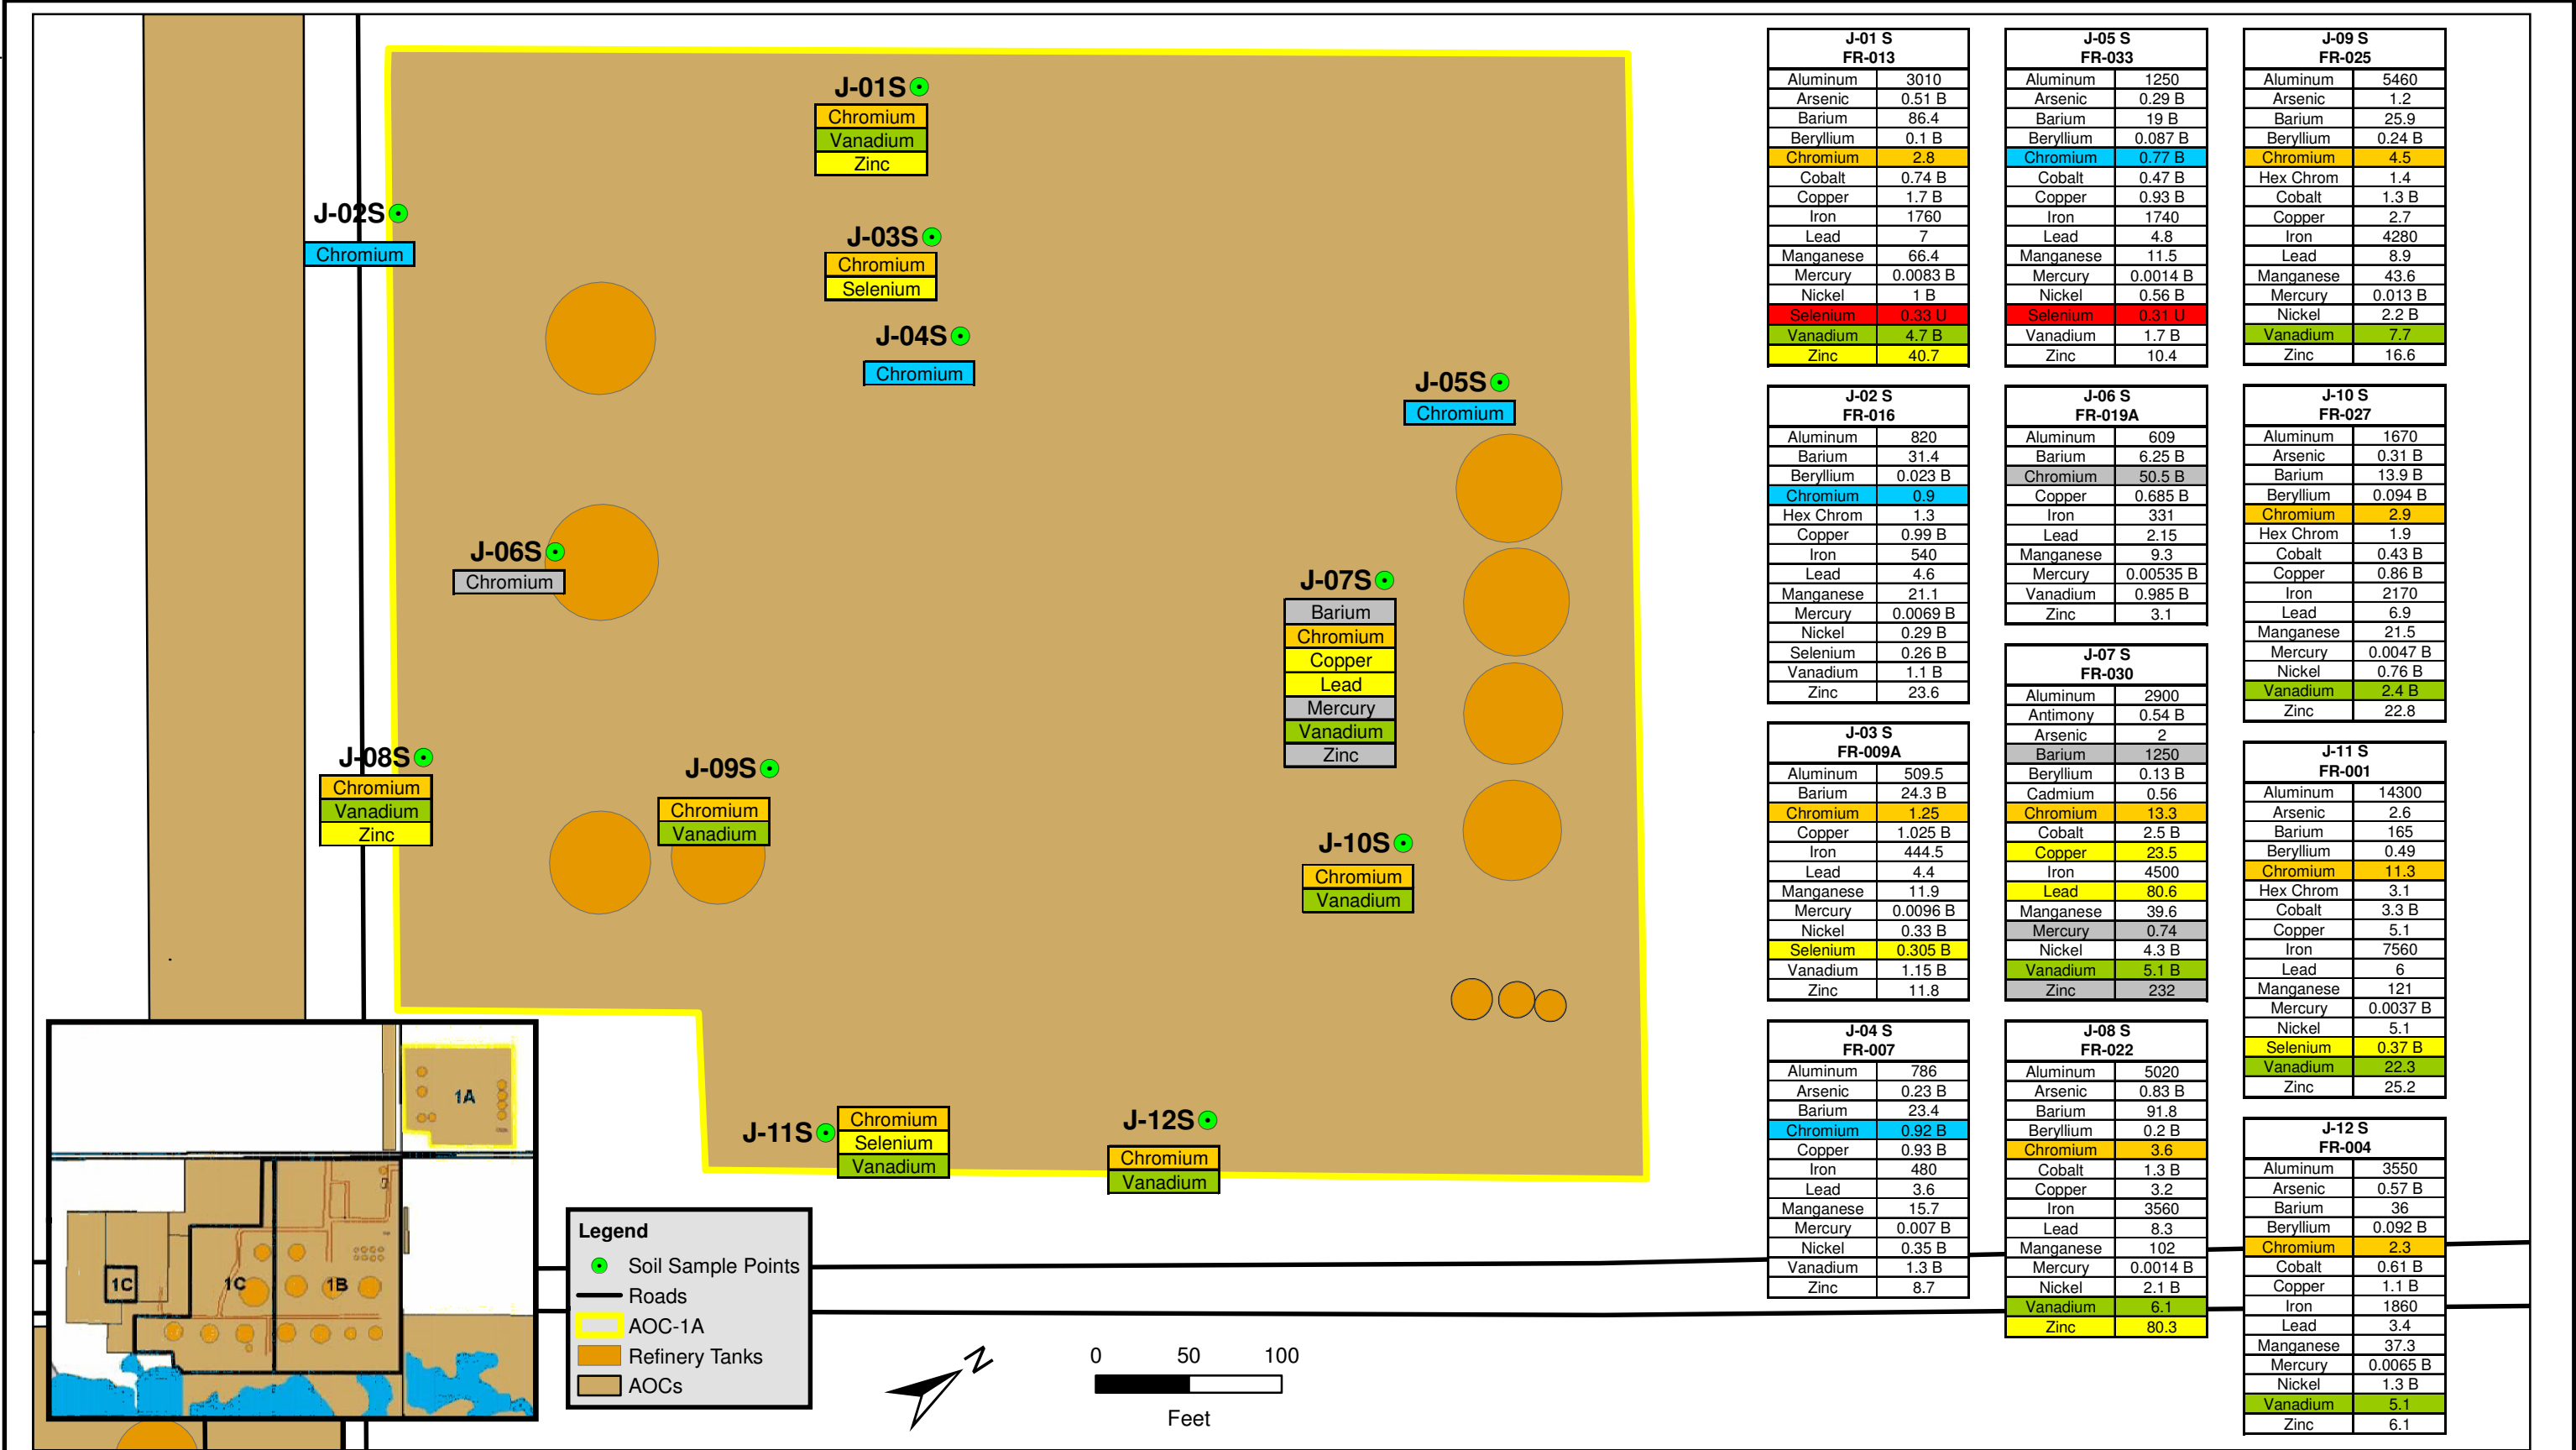 J-01S
Chromium
Vanadium
Zinc
J-02S
Chromium
J-03S
Chromium
Selenium
J-04S
Chromium
J-05S
Chromium
J-06S
Chromium
J-07S
Barium
Chromium
Copper
Lead
Mercury
Vanadium
Zinc
J-08S
Chromium
Vanadium
Zinc
J-09S
Chromium
Vanadium
J-10S
Chromium
Vanadium
J-11S
Chromium
Selenium
Vanadium
J-12S
Chromium
Vanadium
1A
1C
1C
1B
Legend
Soil Sample Points
Roads
AOC-1A
Refinery Tanks
AOCs
N
0 50 100
Feet
J-01 S
FR-013
Aluminum 3010
Arsenic 0.51 B
Barium 86.4
Beryllium 0.1 B
Chromium 2.8
Cobalt 0.74 B
Copper 1.7 B
Iron 1760
Lead 7
Manganese 66.4
Mercury 0.0083 B
Nickel 1 B
Selenium 0.33 U
Vanadium 4.7 B
Zinc 40.7
J-02 S
FR-016
Aluminum 820
Barium 31.4
Beryllium 0.023 B
Chromium 0.9
Hex Chrom 1.3
Copper 0.99 B
Iron 540
Lead 4.6
Manganese 21.1
Mercury 0.0069 B
Nickel 0.29 B
Selenium 0.26 B
Vanadium 1.1 B
Zinc 23.6
J-03 S
FR-009A
Aluminum 509.5
Barium 24.3 B
Chromium 1.25
Copper 1.025 B
Iron 444.5
Lead 4.4
Manganese 11.9
Mercury 0.0096 B
Nickel 0.33 B
Selenium 0.305 B
Vanadium 1.15 B
Zinc 11.8
J-04 S
FR-007
Aluminum 786
Arsenic 0.23 B
Barium 23.4
Chromium 0.92 B
Copper 0.93 B
Iron 480
Lead 3.6
Manganese 15.7
Mercury 0.007 B
Nickel 0.35 B
Vanadium 1.3 B
Zinc 8.7
J-05 S
FR-033
Aluminum 1250
Arsenic 0.29 B
Barium 19 B
Beryllium 0.087 B
Chromium 0.77 B
Cobalt 0.47 B
Copper 0.93 B
Iron 1740
Lead 4.8
Manganese 11.5
Mercury 0.0014 B
Nickel 0.56 B
Selenium 0.31 U
Vanadium 1.7 B
Zinc 10.4
J-06 S
FR-019A
Aluminum 609
Barium 6.25 B
Chromium 50.5 B
Copper 0.685 B
Iron 331
Lead 2.15
Manganese 9.3
Mercury 0.00535 B
Vanadium 0.985 B
Zinc 3.1
J-07 S
FR-030
Aluminum 2900
Antimony 0.54 B
Arsenic 2
Barium 1250
Beryllium 0.13 B
Cadmium 0.56
Chromium 13.3
Cobalt 2.5 B
Copper 23.5
Iron 4500
Lead 80.6
Manganese 39.6
Mercury 0.74
Nickel 4.3 B
Vanadium 5.1 B
Zinc 232
J-08 S
FR-022
Aluminum 5020
Arsenic 0.83 B
Barium 91.8
Beryllium 0.2 B
Chromium 3.6
Cobalt 1.3 B
Copper 3.2
Iron 3560
Lead 8.3
Manganese 102
Mercury 0.0014 B
Nickel 2.1 B
Vanadium 6.1
Zinc 80.3
J-09 S
FR-025
Aluminum 5460
Arsenic 1.2
Barium 25.9
Beryllium 0.24 B
Chromium 4.5
Hex Chrom 1.4
Cobalt 1.3 B
Copper 2.7
Iron 4280
Lead 8.9
Manganese 43.6
Mercury 0.013 B
Nickel 2.2 B
Vanadium 7.7
Zinc 16.6
J-10 S
FR-027
Aluminum 1670
Arsenic 0.31 B
Barium 13.9 B
Beryllium 0.094 B
Chromium 2.9
Hex Chrom 1.9
Cobalt 0.43 B
Copper 0.86 B
Iron 2170
Lead 6.9
Manganese 21.5
Mercury 0.0047 B
Nickel 0.76 B
Vanadium 2.4 B
Zinc 22.8
J-11 S
FR-001
Aluminum 14300
Arsenic 2.6
Barium 165
Beryllium 0.49
Chromium 11.3
Hex Chrom 3.1
Cobalt 3.3 B
Copper 5.1
Iron 7560
Lead 6
Manganese 121
Mercury 0.0037 B
Nickel 5.1
Selenium 0.37 B
Vanadium 22.3
Zinc 25.2
J-12 S
FR-004
Aluminum 3550
Arsenic 0.57 B
Barium 36
Beryllium 0.092 B
Chromium 2.3
Cobalt 0.61 B
Copper 1.1 B
Iron 1860
Lead 3.4
Manganese 37.3
Mercury 0.0065 B
Nickel 1.3 B
Vanadium 5.1
Zinc 6.1